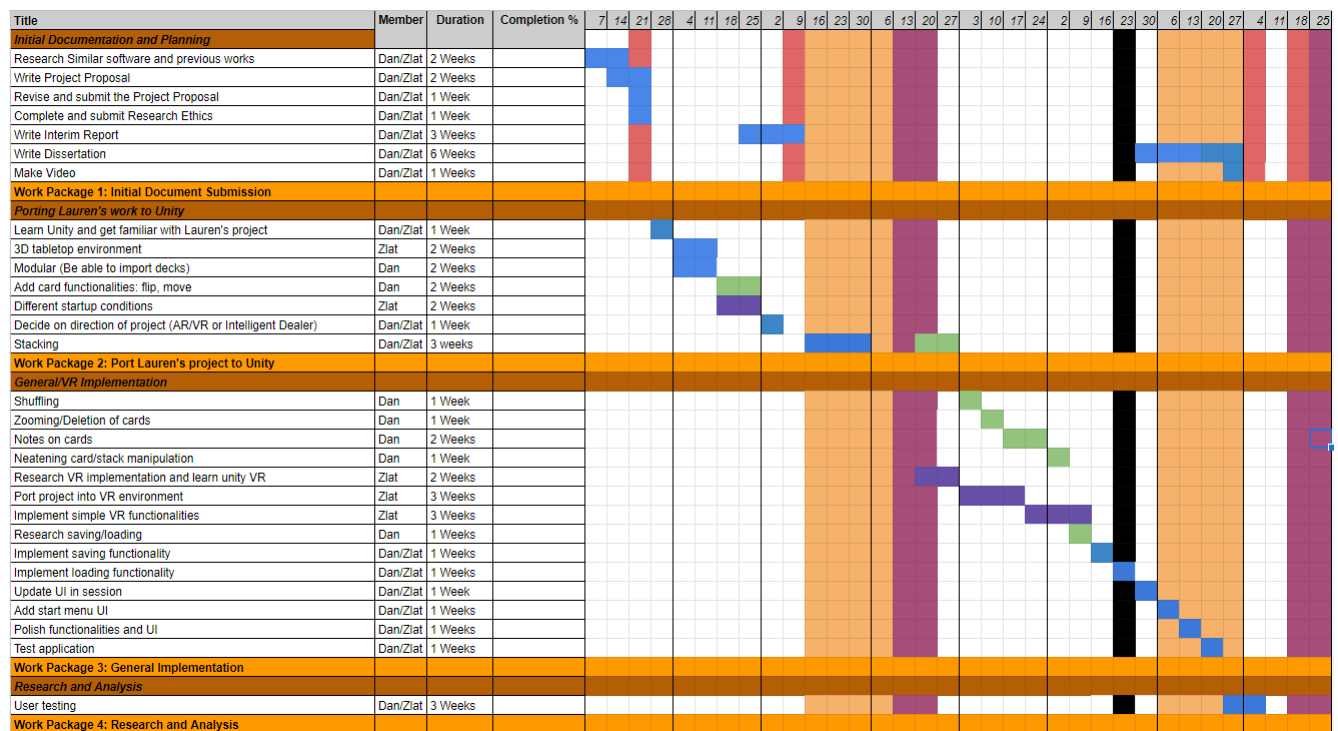 Title Member Duration Completion % 7 14 21 28 4 11 18 25 2 9 16 23 30 6 13 20 27 3 10 17 24 2 9 16 23 30 6 13 20 27 4 11 18 25
Initial Documentation and Planning
Research Similar software and previous works Dan/Zlat 2 Weeks
Write Project Proposal Dan/Zlat 2 Weeks
Revise and submit the Project Proposal Dan/Zlat 1 Week
Complete and submit Research Ethics Dan/Zlat 1 Week
Write Interim Report Dan/Zlat 3 Weeks
Write Dissertation Dan/Zlat 6 Weeks
Make Video Dan/Zlat 1 Weeks
Work Package 1: Initial Document Submission
Porting Lauren's work to Unity
Learn Unity and get familiar with Lauren's project Dan/Zlat 1 Week
3D tabletop environment Zlat 2 Weeks
Modular (Be able to import decks) Dan 2 Weeks
Add card functionalities: flip, move Dan 2 Weeks
Different startup conditions Zlat 2 Weeks
Decide on direction of project (AR/VR or Intelligent Dealer) Dan/Zlat 1 Week
Stacking Dan/Zlat 3 weeks
Work Package 2: Port Lauren's project to Unity
General/VR Implementation
Shuffling Dan 1 Week
Zooming/Deletion of cards Dan 1 Week
Notes on cards Dan 2 Weeks
Neatening card/stack manipulation Dan 1 Week
Research VR implementation and learn unity VR Zlat 2 Weeks
Port project into VR environment Zlat 3 Weeks
Implement simple VR functionalities Zlat 3 Weeks
Research saving/loading Dan 1 Week
Implement saving functionality Dan/Zlat 1 Weeks
Implement loading functionality Dan/Zlat 1 Weeks
Update UI in session Dan/Zlat 1 Week
Add start menu UI Dan/Zlat 1 Weeks
Polish functionalities and UI Dan/Zlat 1 Weeks
Test application Dan/Zlat 1 Weeks
Work Package 3: General Implementation
Research and Analysis
User testing Dan/Zlat 3 Weeks
Work Package 4: Research and Analysis